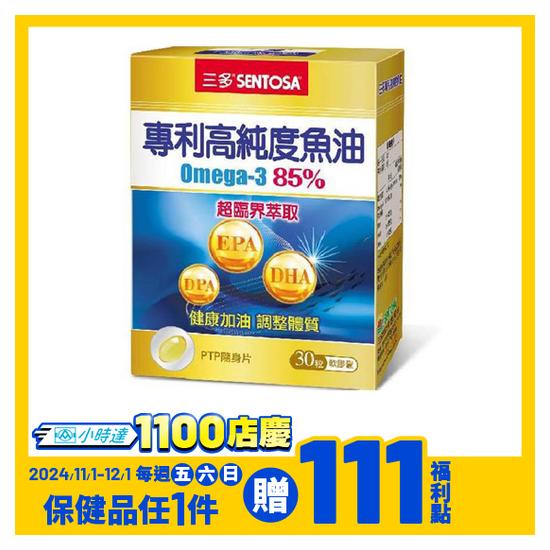 三多 SENTOSA
專利高純度魚油
Omega-3 85%
超臨界萃取
EPA
DHA
DPA
健康加油 調整體質
PTP隨身片
30粒 軟膠囊
小時達 1100店慶
2024/11/1-12/1 每週五六日
保健品任1件 贈 111 福利點